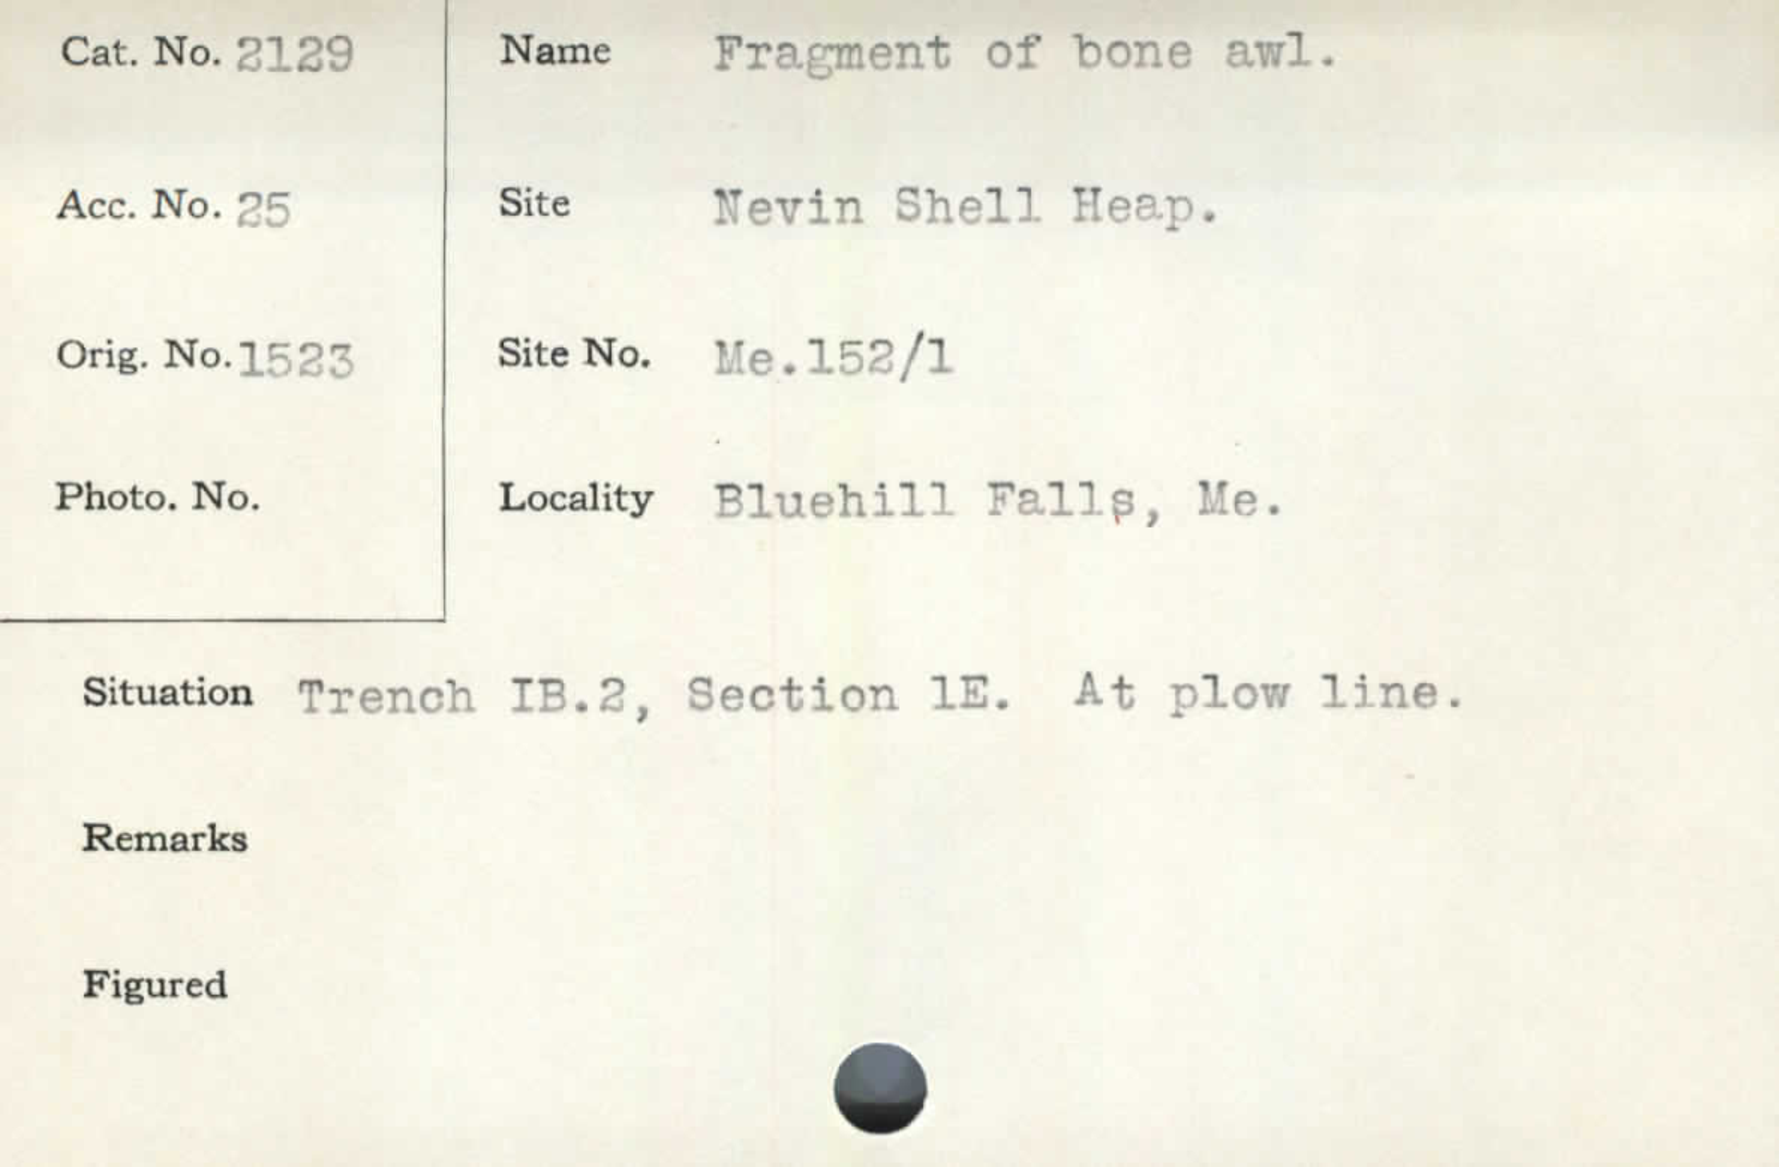 Cat. No. 2129 Name Fragment of bone awl.
Acc. No. 25 Site Nevin Shell Heap.
Orig. No. 1523 Site No. Me.152/1
Photo. No. Locality Bluehill Falls, Me.
Situation Trench IB.2, Section 1E. At plow line.
Remarks
Figured